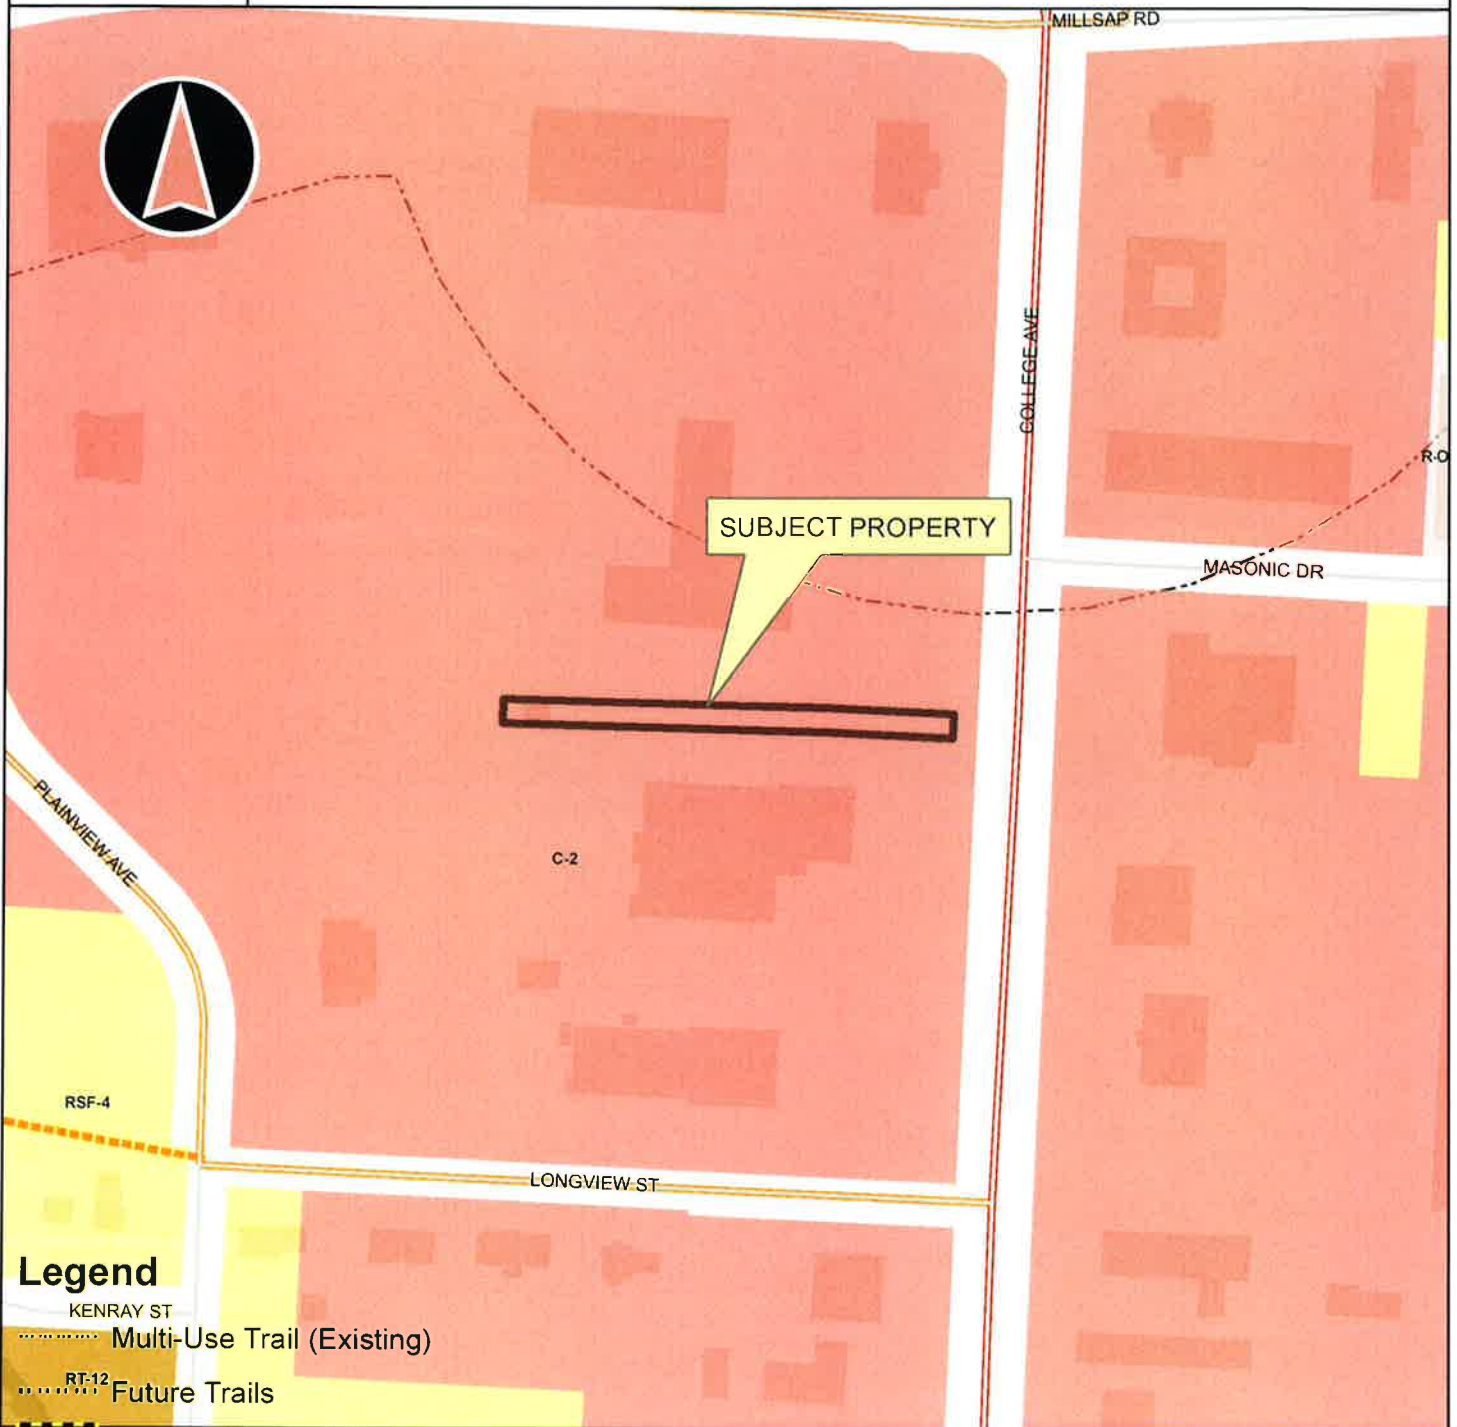 MILLSAP RD
COLLEGE AVE
R-O
SUBJECT PROPERTY
MASONIC DR
PLAINVIEW AVE
C-2
RSF-4
LONGVIEW ST
Legend
KENRAY ST
Multi-Use Trail (Existing)
RT-12
Future Trails